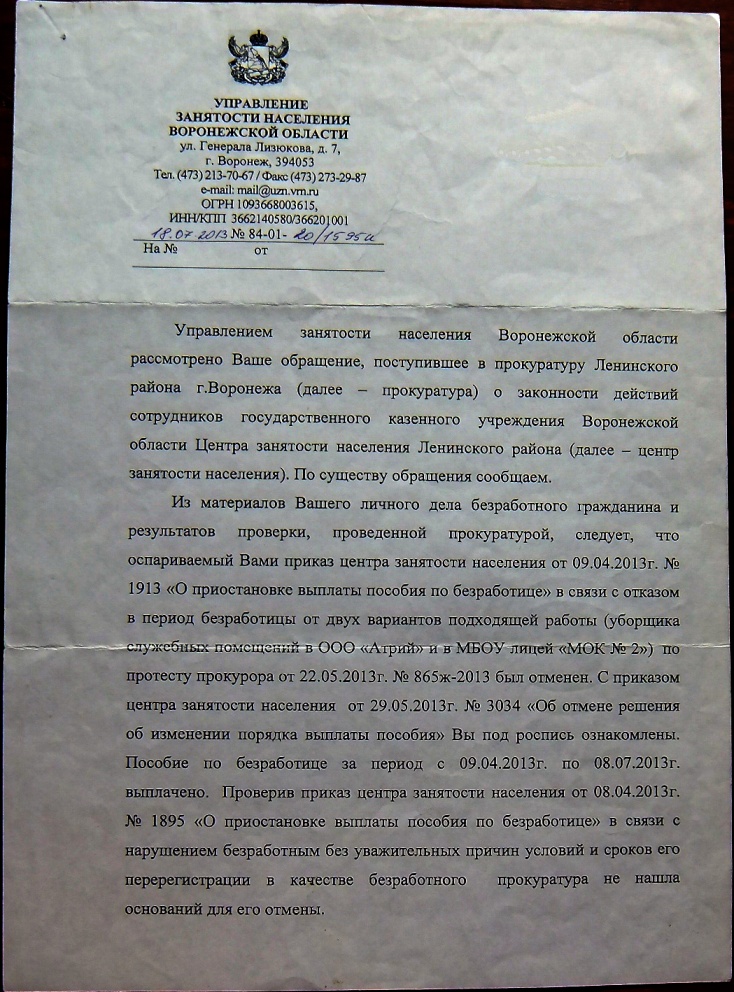 УПРАВЛЕНИЕ
ЗАНЯТОСТИ НАСЕЛЕНИЯ
ВОРОНЕЖСКОЙ ОБЛАСТИ
ул. Генерала Лизюкова, д. 7,
г. Воронеж, 394053
Тел. (473) 213-70-67 / Факс (473) 273-29-87
e-mail: mail@uzn.vrn.ru
ОГРН 1093668003615,
ИНН/КПП 3662140580/366201001
18.07.2013 № 84-01- 20/1595и
На № от
Управлением занятости населения Воронежской области
рассмотрено Ваше обращение, поступившее в прокуратуру Ленинского
района г.Воронежа (далее – прокуратура) о законности действий
сотрудников государственного казенного учреждения Воронежской
области Центра занятости населения Ленинского района (далее – центр
занятости населения). По существу обращения сообщаем.
Из материалов Вашего личного дела безработного гражданина и
результатов проверки, проведенной прокуратурой, следует, что
оспариваемый Вами приказ центра занятости населения от 09.04.2013г. №
1913 «О приостановке выплаты пособия по безработице» в связи с отказом
в период безработицы от двух вариантов подходящей работы (уборщика
служебных помещений в ООО «Атрий» и в МБОУ лицей «МОК № 2») по
протесту прокурора от 22.05.2013г. № 865ж-2013 был отменен. С приказом
центра занятости населения от 29.05.2013г. № 3034 «Об отмене решения
об изменении порядка выплаты пособия» Вы под роспись ознакомлены.
Пособие по безработице за период с 09.04.2013г. по 08.07.2013г.
выплачено. Проверив приказ центра занятости населения от 08.04.2013г.
№ 1895 «О приостановке выплаты пособия по безработице» в связи с
нарушением безработным без уважительных причин условий и сроков его
перерегистрации в качестве безработного прокуратура не нашла
оснований для его отмены.